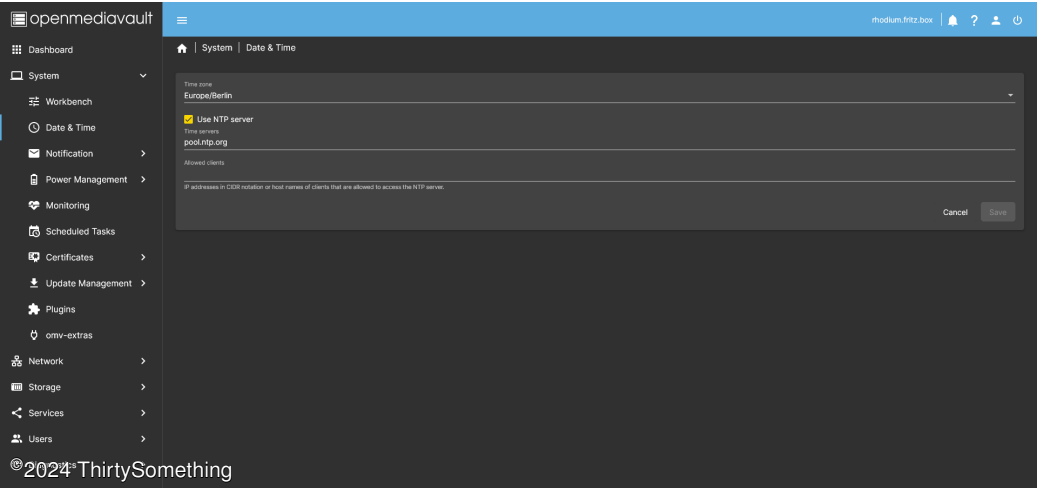 openmediavault
rhodium.fritz.box
Dashboard
System | Date & Time
System
Workbench
Date & Time
Notification
Power Management
Monitoring
Scheduled Tasks
Certificates
Update Management
Plugins
omv-extras
Network
Storage
Services
Users
Time zone
Europe/Berlin
Use NTP server
Time servers
pool.ntp.org
Allowed clients
IP addresses in CIDR notation or host names of clients that are allowed to access the NTP server.
Cancel
Save
©2024 ThirtySomething